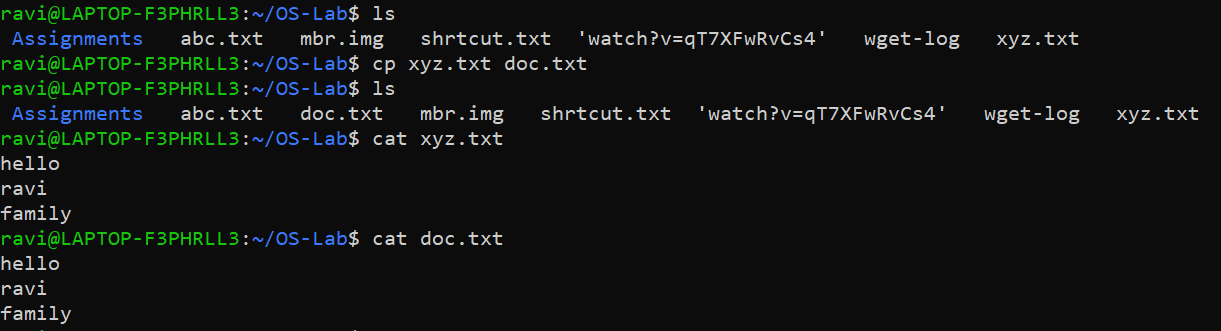 ravi@LAPTOP-F3PHRLL3:~/OS-Lab$ ls
Assignments   abc.txt   mbr.img   shrtcut.txt  'watch?v=qT7XFwRvCs4'   wget-log   xyz.txt
ravi@LAPTOP-F3PHRLL3:~/OS-Lab$ cp xyz.txt doc.txt
ravi@LAPTOP-F3PHRLL3:~/OS-Lab$ ls
Assignments   abc.txt   doc.txt   mbr.img   shrtcut.txt  'watch?v=qT7XFwRvCs4'   wget-log   xyz.txt
ravi@LAPTOP-F3PHRLL3:~/OS-Lab$ cat xyz.txt
hello
ravi
family
ravi@LAPTOP-F3PHRLL3:~/OS-Lab$ cat doc.txt
hello
ravi
family